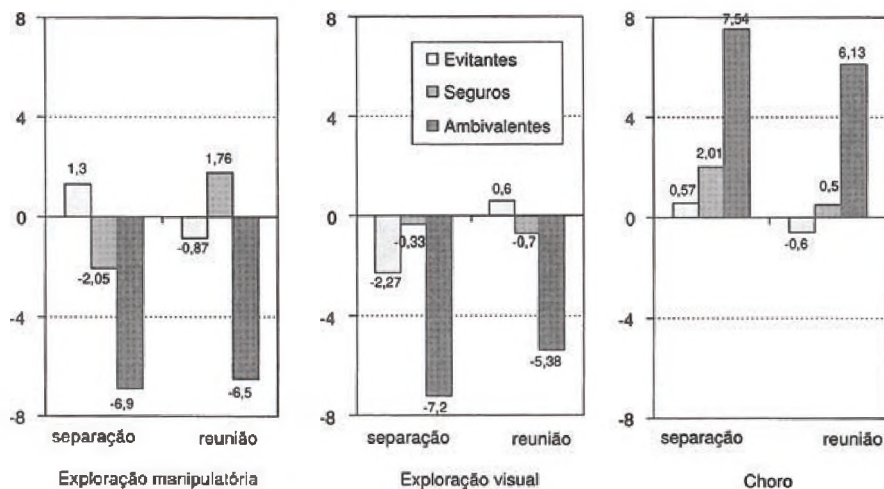 8
4
0
-4
-8
1,3
-2,05
-6,9
-0,87
1,76
-6,5
separação
reunião
Exploração manipulatória
8
4
0
-4
-8
Evitantes
Seguros
Ambivalentes
-2,27
-0,33
-7,2
0,6
-0,7
-5,38
separação
reunião
Exploração visual
8
4
0
-4
-8
0,57
2,01
7,54
-0,6
0,5
6,13
separação
reunião
Choro